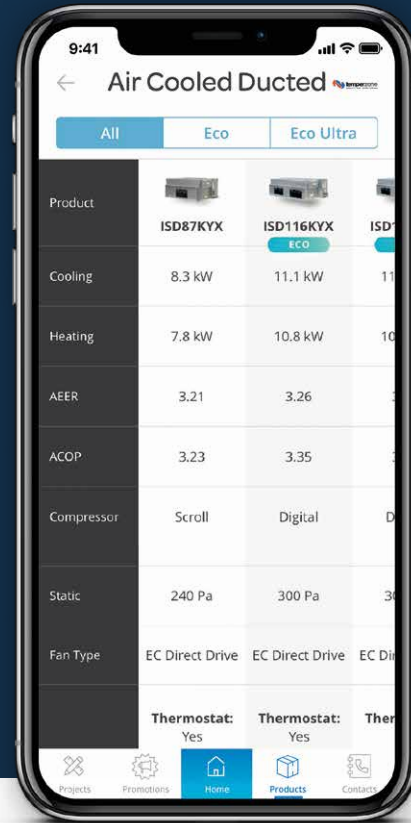 9:41
Air Cooled Ducted temperzone
All Eco Eco Ultra
Product ISD87KYX ISD116KYX
ECO
Cooling 8.3 kW 11.1 kW
Heating 7.8 kW 10.8 kW
AEER 3.21 3.26
ACOP 3.23 3.35
Compressor Scroll Digital
Static 240 Pa 300 Pa
Fan Type EC Direct Drive EC Direct Drive
Thermostat: Thermostat:
Yes Yes
Projects Promotions Home Products Contacts